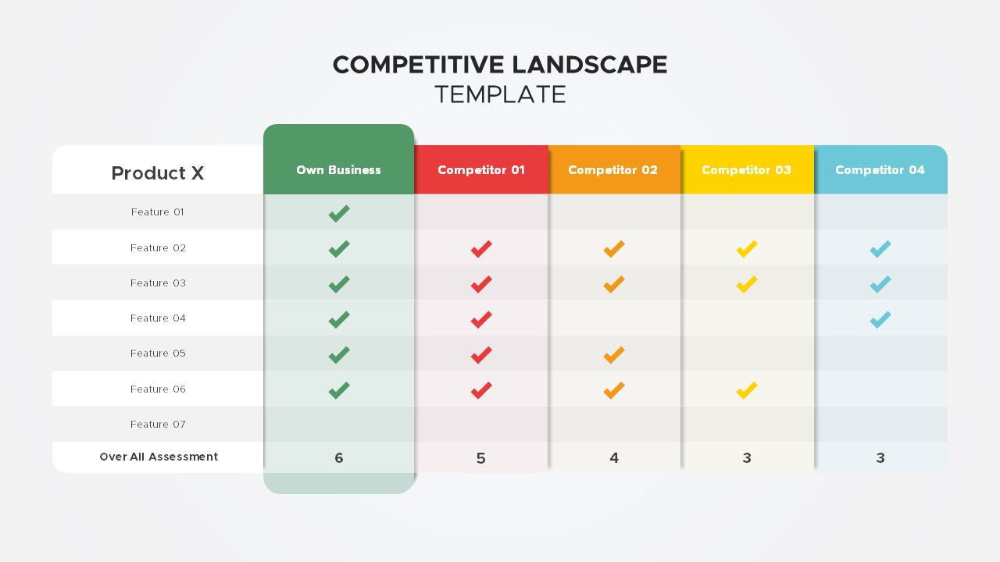 COMPETITIVE LANDSCAPE
TEMPLATE
Product X Own Business Competitor 01 Competitor 02 Competitor 03 Competitor 04
Feature 01
Feature 02
Feature 03
Feature 04
Feature 05
Feature 06
Feature 07
Over All Assessment 6 5 4 3 3